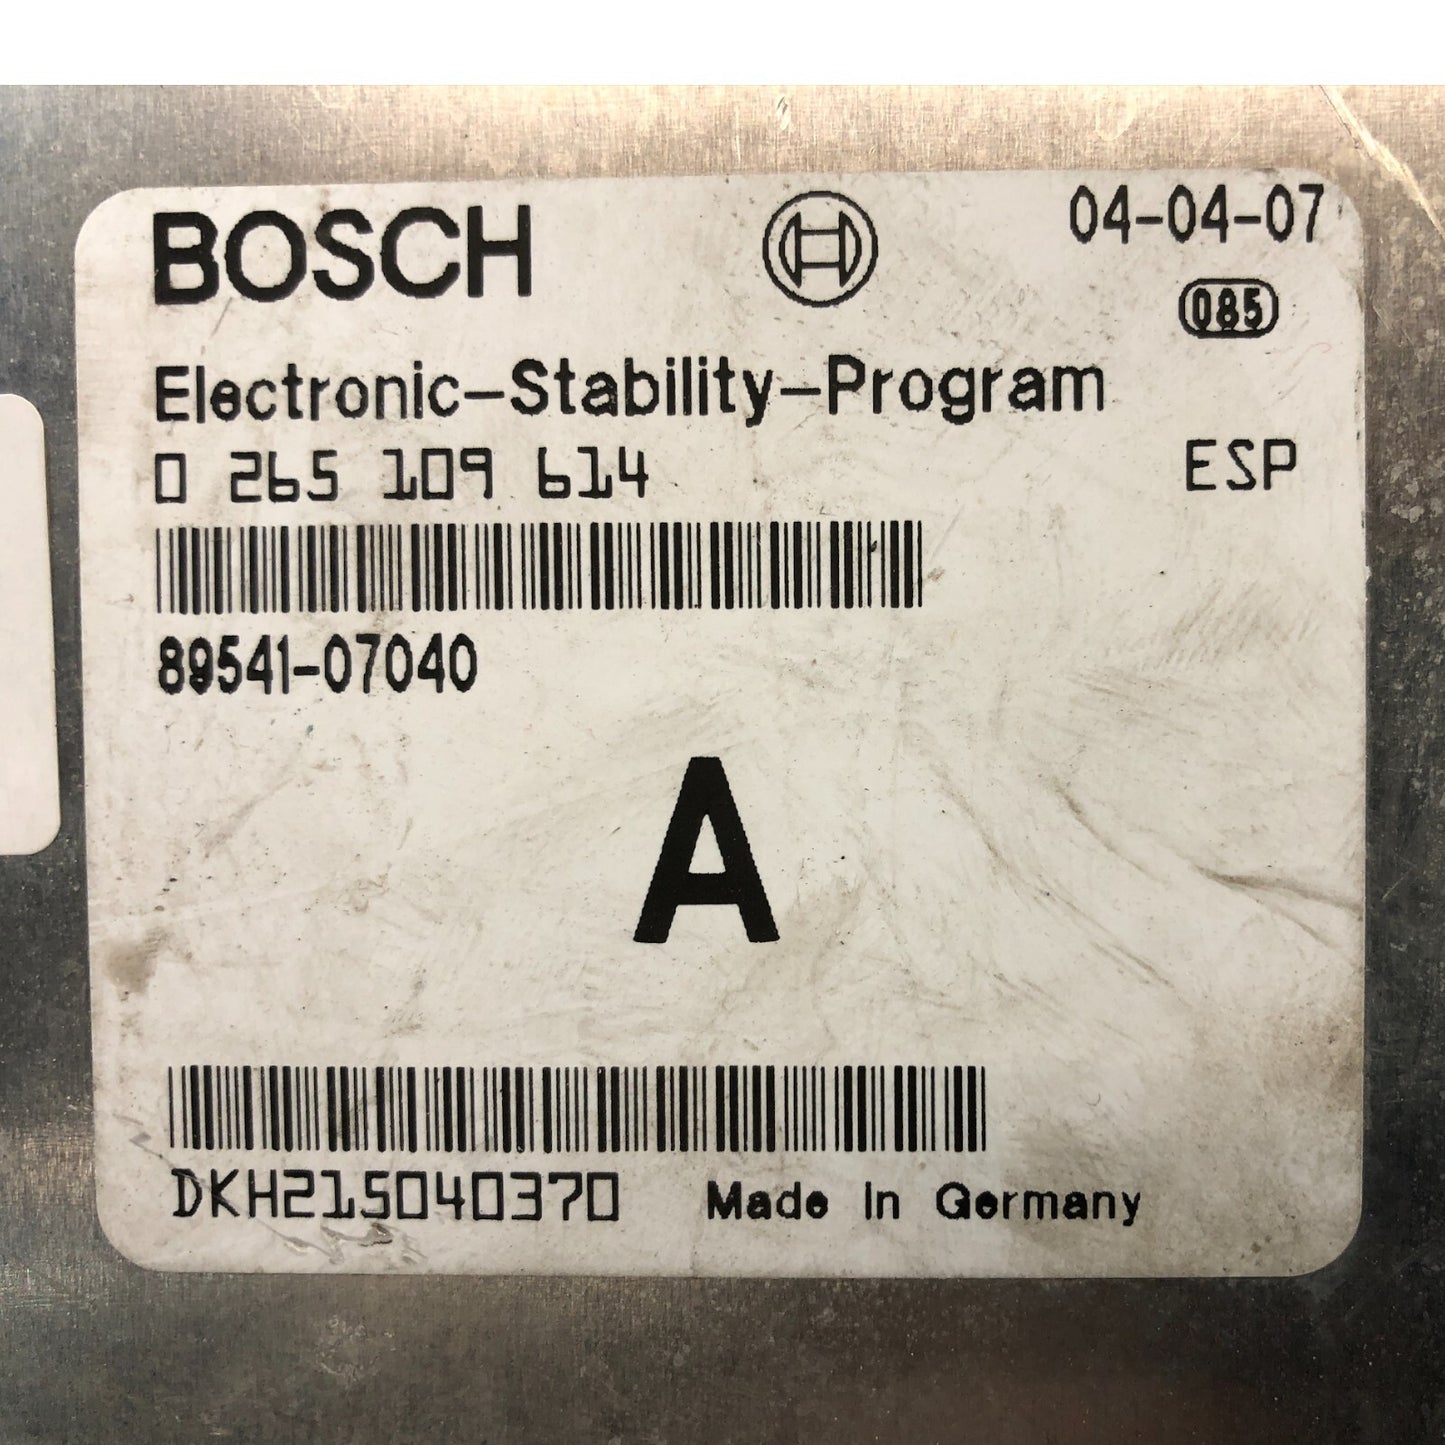 BOSCH
04-04-07
085
Electronic-Stability-Program
0 265 109 614
ESP
89541-07040
A
DKH215040370
Made In Germany